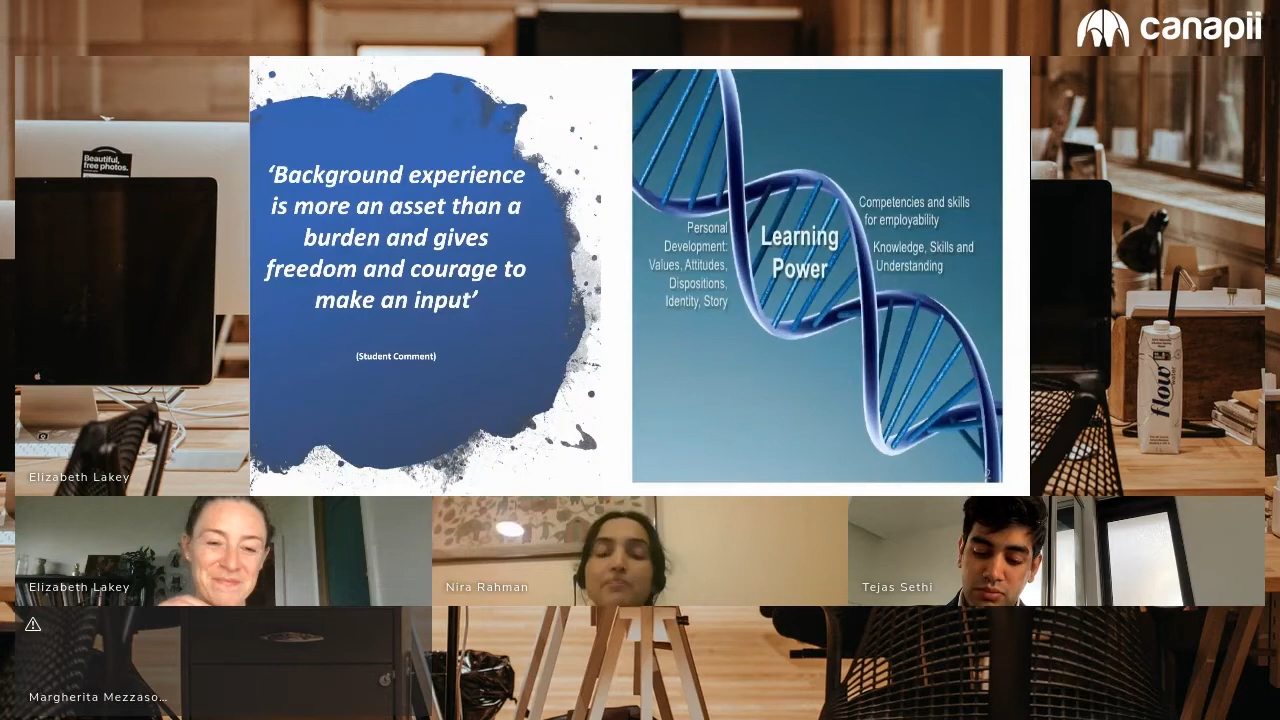 canapii
Beautiful,
free photos.
‘Background experience
is more an asset than a
burden and gives
freedom and courage to
make an input’
(Student Comment)
Personal
Development:
Values, Attitudes,
Dispositions,
Identity, Story
Learning
Power
Competencies and skills
for employability
Knowledge, Skills and
Understanding
2
flow
Elizabeth Lakey
Elizabeth Lakey
Nira Rahman
Tejas Sethi
Margherita Mezzaso...